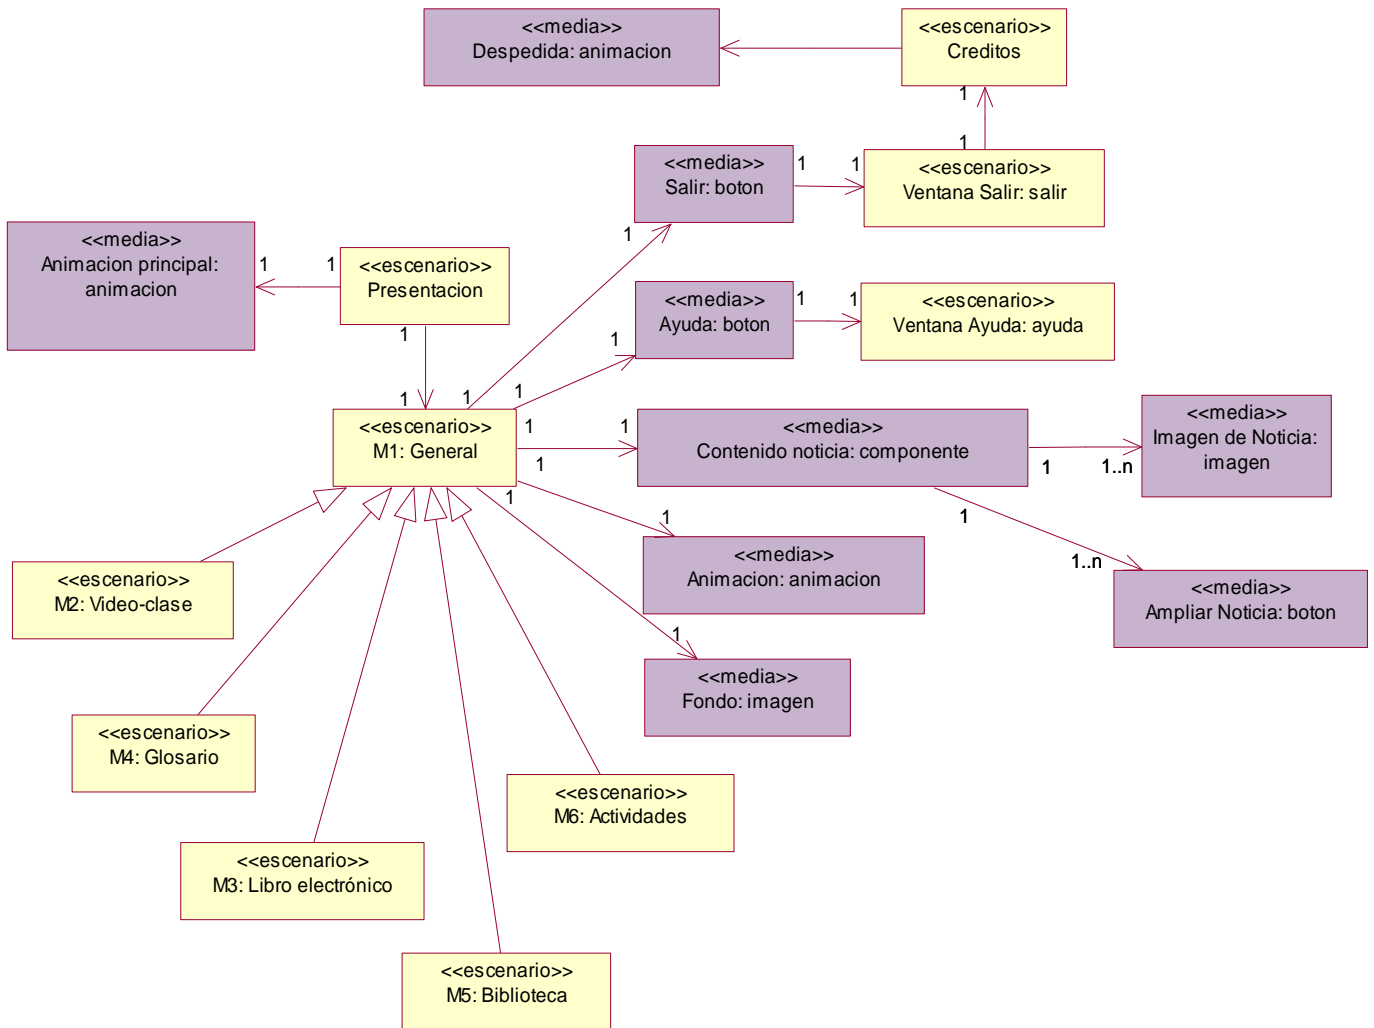 <<media>>
Despedida: animacion
<<escenario>>
Creditos
1
1
<<media>>
Salir: boton
1
1
<<escenario>>
Ventana Salir: salir
1
<<media>>
Animacion principal:
animacion
1
1
<<escenario>>
Presentacion
<<media>>
Ayuda: boton
1
1
<<escenario>>
Ventana Ayuda: ayuda
1
1
1
1
1
<<escenario>>
M1: General
1
1
<<media>>
Contenido noticia: componente
1
1..n
<<media>>
Imagen de Noticia:
imagen
1
1
1
1
1..n
<<media>>
Animacion: animacion
<<media>>
Ampliar Noticia: boton
<<escenario>>
M2: Video-clase
1
<<media>>
Fondo: imagen
<<escenario>>
M4: Glosario
<<escenario>>
M6: Actividades
<<escenario>>
M3: Libro electrónico
<<escenario>>
M5: Biblioteca